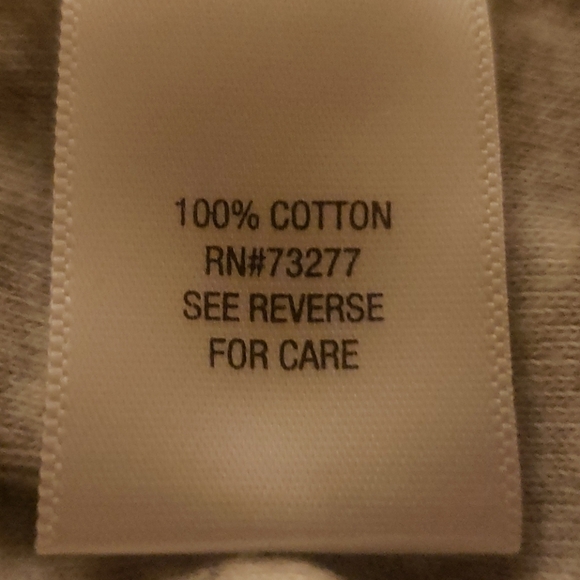 100% COTTON
RN#73277
SEE REVERSE
FOR CARE